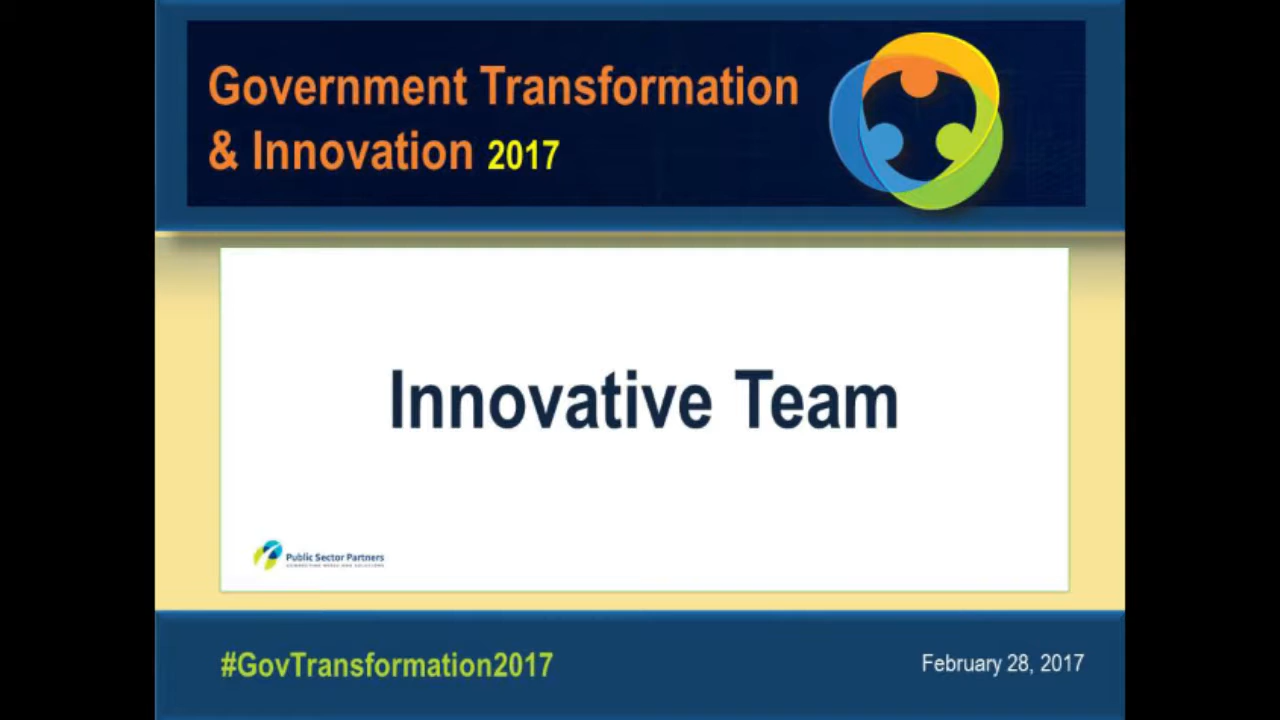 Government Transformation
& Innovation 2017
Innovative Team
Public Sector Partners
#GovTransformation2017
February 28, 2017